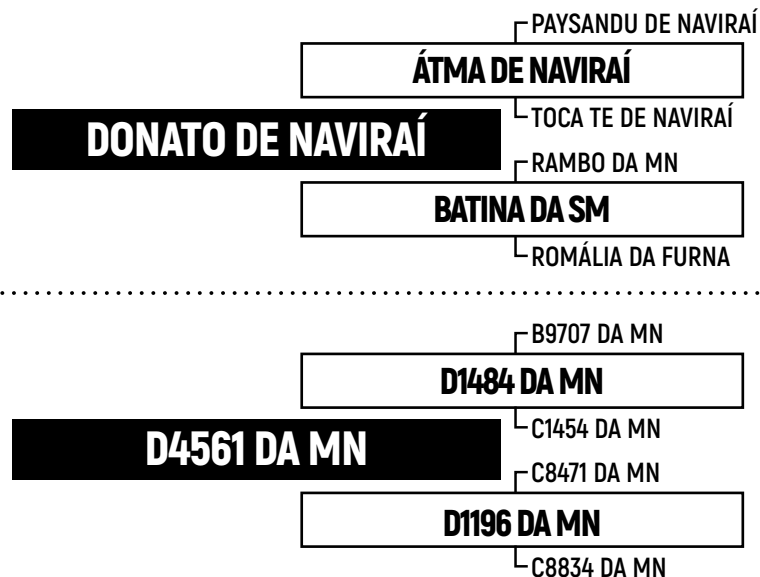 PAYSANDU DE NAVIRAÍ
ÁTMA DE NAVIRAÍ
TOCA TE DE NAVIRAÍ
DONATO DE NAVIRAÍ
RAMBO DA MN
BATINA DA SM
ROMÁLIA DA FURNA
B9707 DA MN
D1484 DA MN
C1454 DA MN
D4561 DA MN
C8471 DA MN
D1196 DA MN
C8834 DA MN